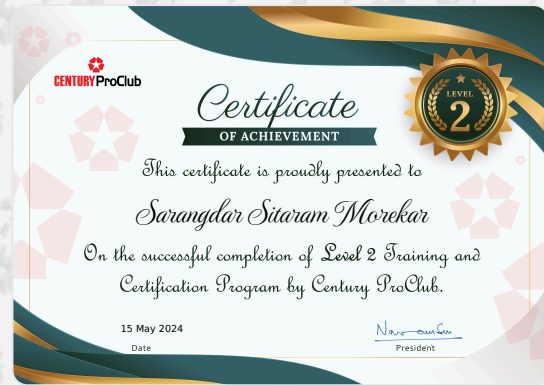 CENTURY ProClub
LEVEL
2
Certificate
OF ACHIEVEMENT
This certificate is proudly presented to
Sarangdar Sitaram Morekar
On the successful completion of Level 2 Training and
Certification Program by Century ProClub.
15 May 2024
Date
President